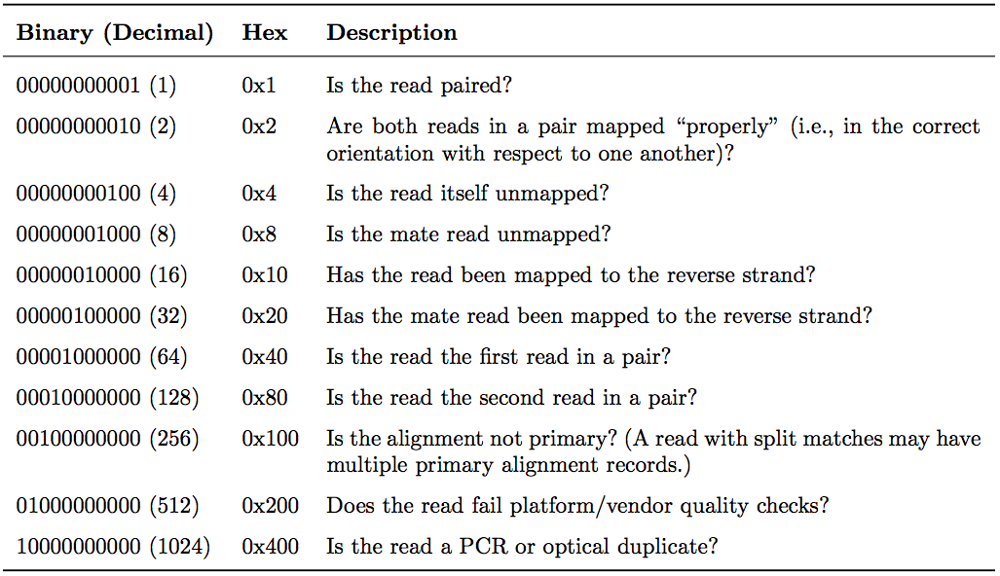 Binary (Decimal) Hex Description
00000000001 (1) 0x1 Is the read paired?
00000000010 (2) 0x2 Are both reads in a pair mapped “properly” (i.e., in the correct
orientation with respect to one another)?
00000000100 (4) 0x4 Is the read itself unmapped?
00000001000 (8) 0x8 Is the mate read unmapped?
00000010000 (16) 0x10 Has the read been mapped to the reverse strand?
00000100000 (32) 0x20 Has the mate read been mapped to the reverse strand?
00001000000 (64) 0x40 Is the read the first read in a pair?
00010000000 (128) 0x80 Is the read the second read in a pair?
00100000000 (256) 0x100 Is the alignment not primary? (A read with split matches may have
multiple primary alignment records.)
01000000000 (512) 0x200 Does the read fail platform/vendor quality checks?
10000000000 (1024) 0x400 Is the read a PCR or optical duplicate?